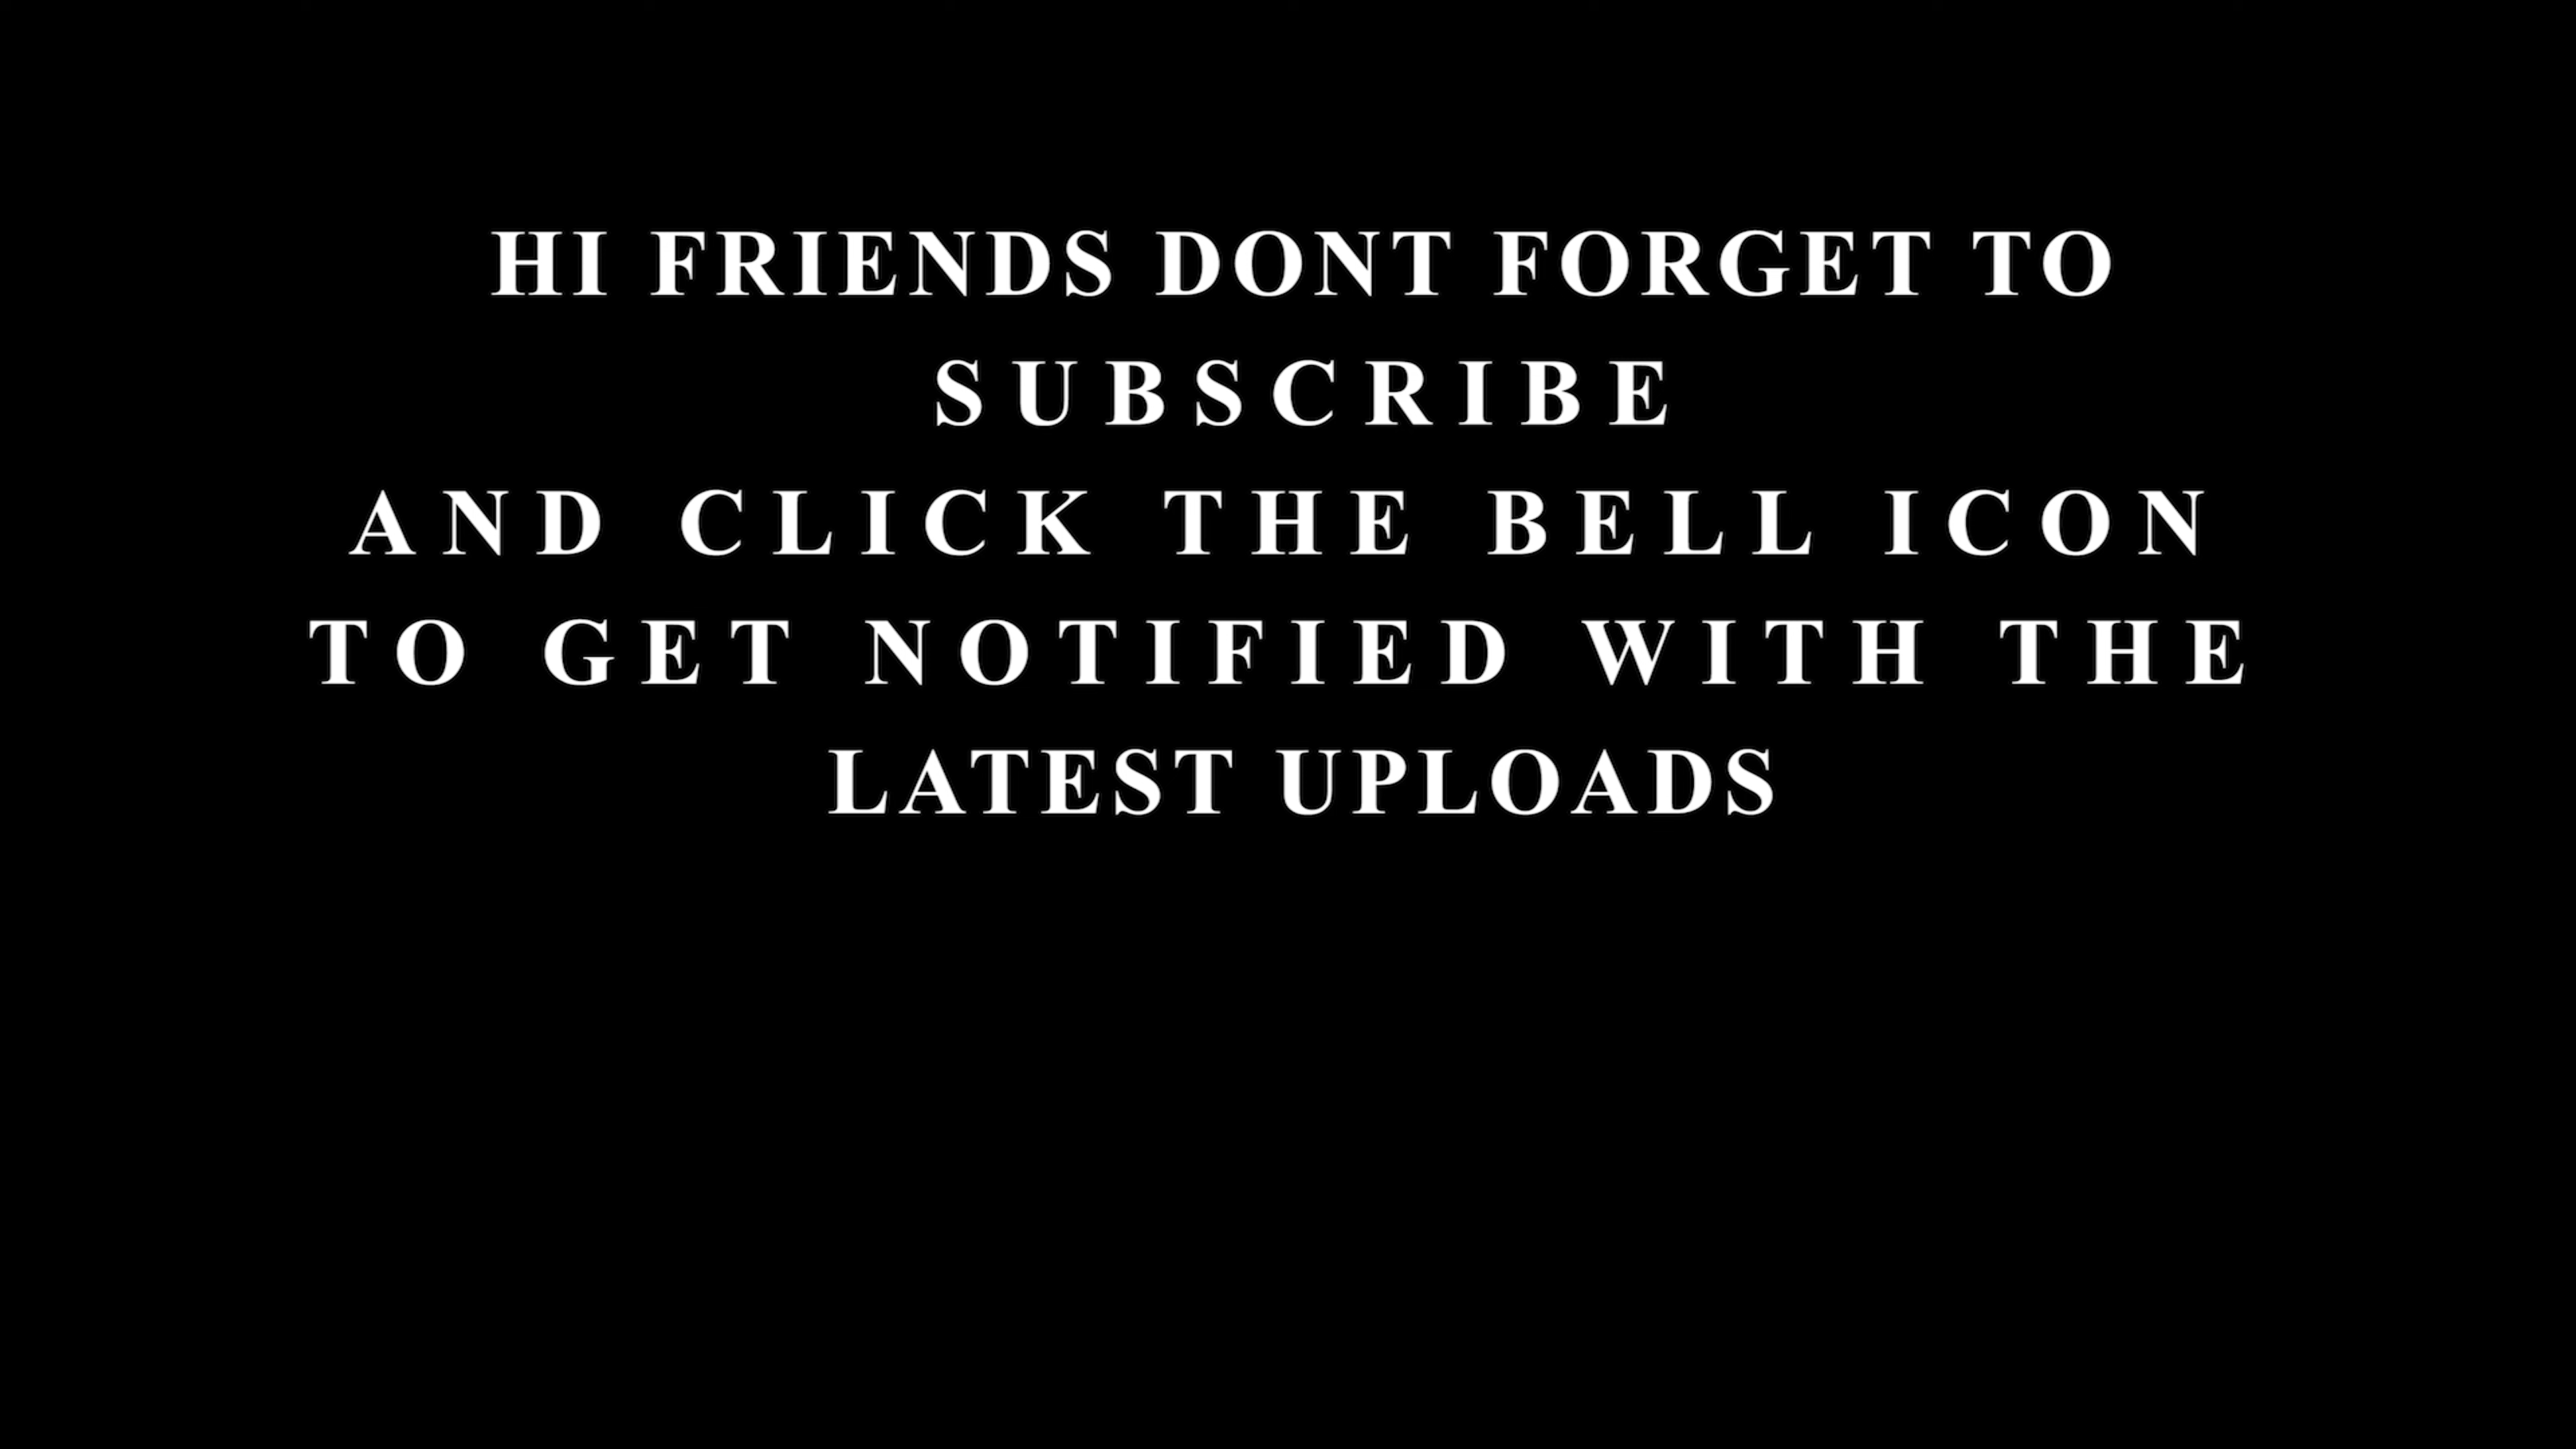 HI FRIENDS DONT FORGET TO
SUBSCRIBE
AND CLICK THE BELL ICON
TO GET NOTIFIED WITH THE
LATEST UPLOADS